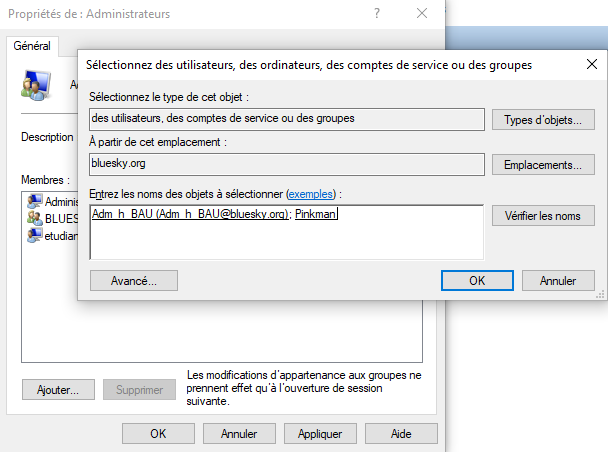 Propriétés de : Administrateurs
?
Général
Description
Membres :
Adminis
BLUES
etudian
Ajouter...
Supprimer
Les modifications d'appartenance aux groupes ne
prennent effet qu'à l'ouverture de session
suivante.
OK
Annuler
Appliquer
Aide
Sélectionnez des utilisateurs, des ordinateurs, des comptes de service ou des groupes
Sélectionnez le type de cet objet :
des utilisateurs, des comptes de service ou des groupes
Types d'objets...
À partir de cet emplacement :
bluesky.org
Emplacements...
Entrez les noms des objets à sélectionner (exemples) :
Adm_h_BAU (Adm_h_BAU@bluesky.org); Pinkman
Vérifier les noms
Avancé...
OK
Annuler